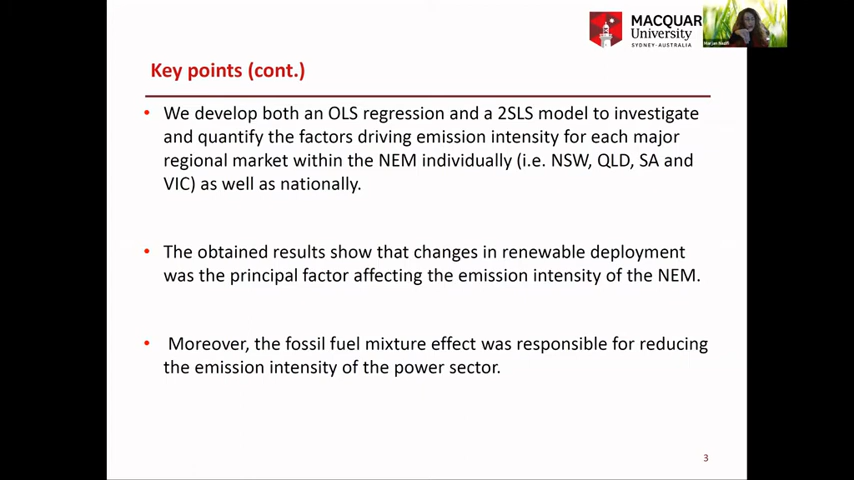 MACQUAR
University
SYDNEY·AUSTRALIA
Key points (cont.)
• We develop both an OLS regression and a 2SLS model to investigate
and quantify the factors driving emission intensity for each major
regional market within the NEM individually (i.e. NSW, QLD, SA and
VIC) as well as nationally.
• The obtained results show that changes in renewable deployment
was the principal factor affecting the emission intensity of the NEM.
• Moreover, the fossil fuel mixture effect was responsible for reducing
the emission intensity of the power sector.
3